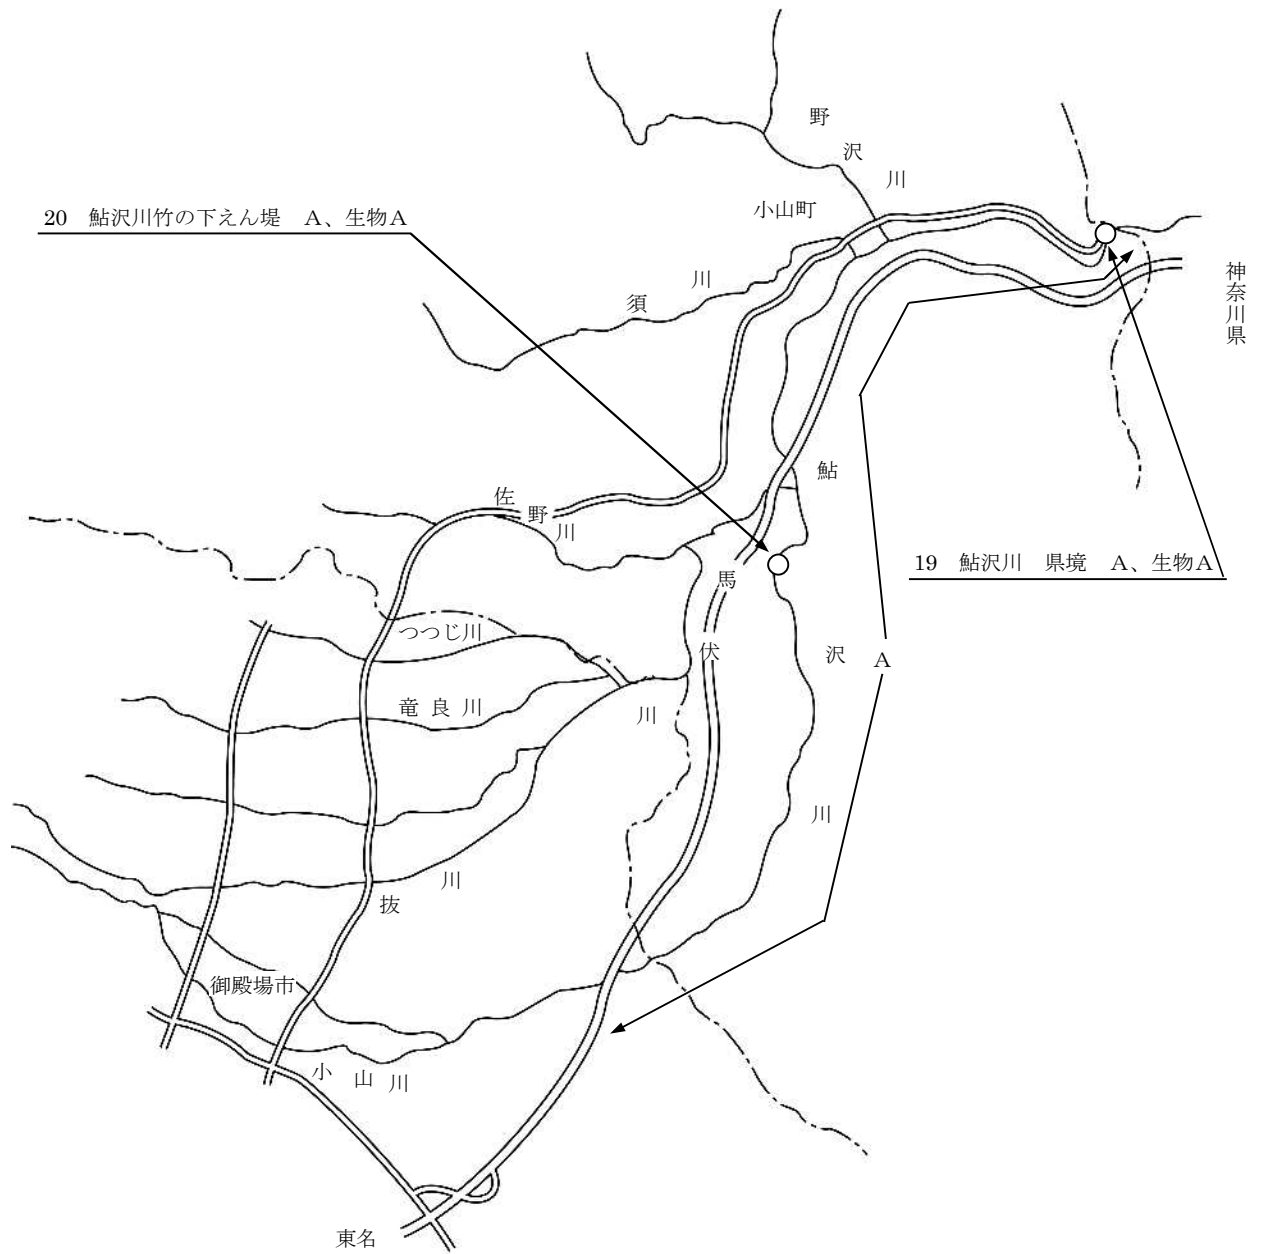 野沢川
20　鮎沢川竹の下えん堤　A、生物A
小山町
須川
神奈川県
佐野川
鮎沢川
19　鮎沢川　県境　A、生物A
馬伏川
A
つつじ川
竜良川
抜川
御殿場市
小山川
東名